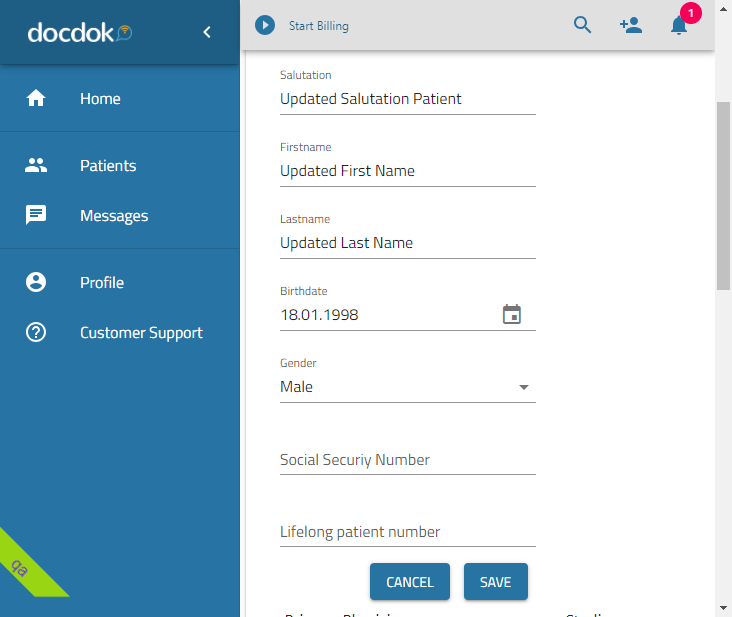 docdok
Start Billing
1
Home
Patients
Messages
Profile
Customer Support
qa
Salutation
Updated Salutation Patient
Firstname
Updated First Name
Lastname
Updated Last Name
Birthdate
18.01.1998
Gender
Male
Social Securiy Number
Lifelong patient number
CANCEL
SAVE